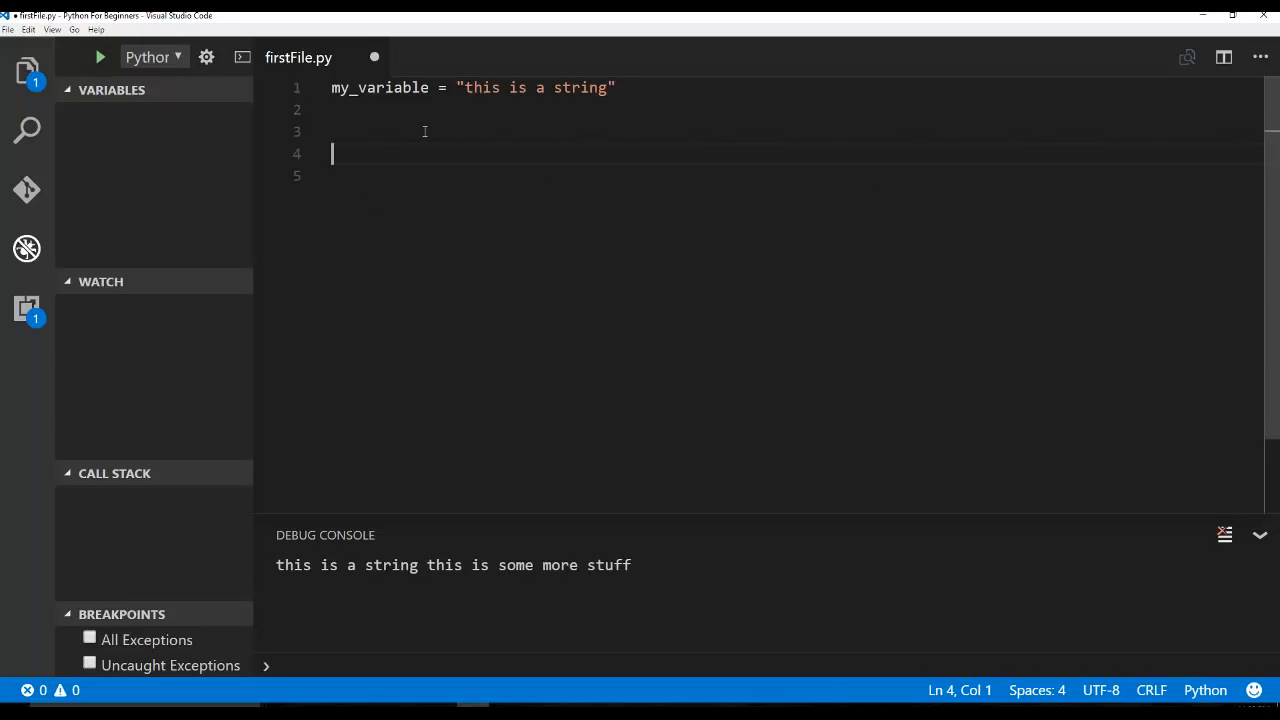 ● firstFile.py - Python For Beginners - Visual Studio Code
File Edit View Go Help
Python
firstFile.py
VARIABLES
1 my_variable = "this is a string"
2
3
4
5
WATCH
CALL STACK
DEBUG CONSOLE
this is a string this is some more stuff
BREAKPOINTS
All Exceptions
Uncaught Exceptions
1
1
0 0
Ln 4, Col 1 Spaces: 4 UTF-8 CRLF Python